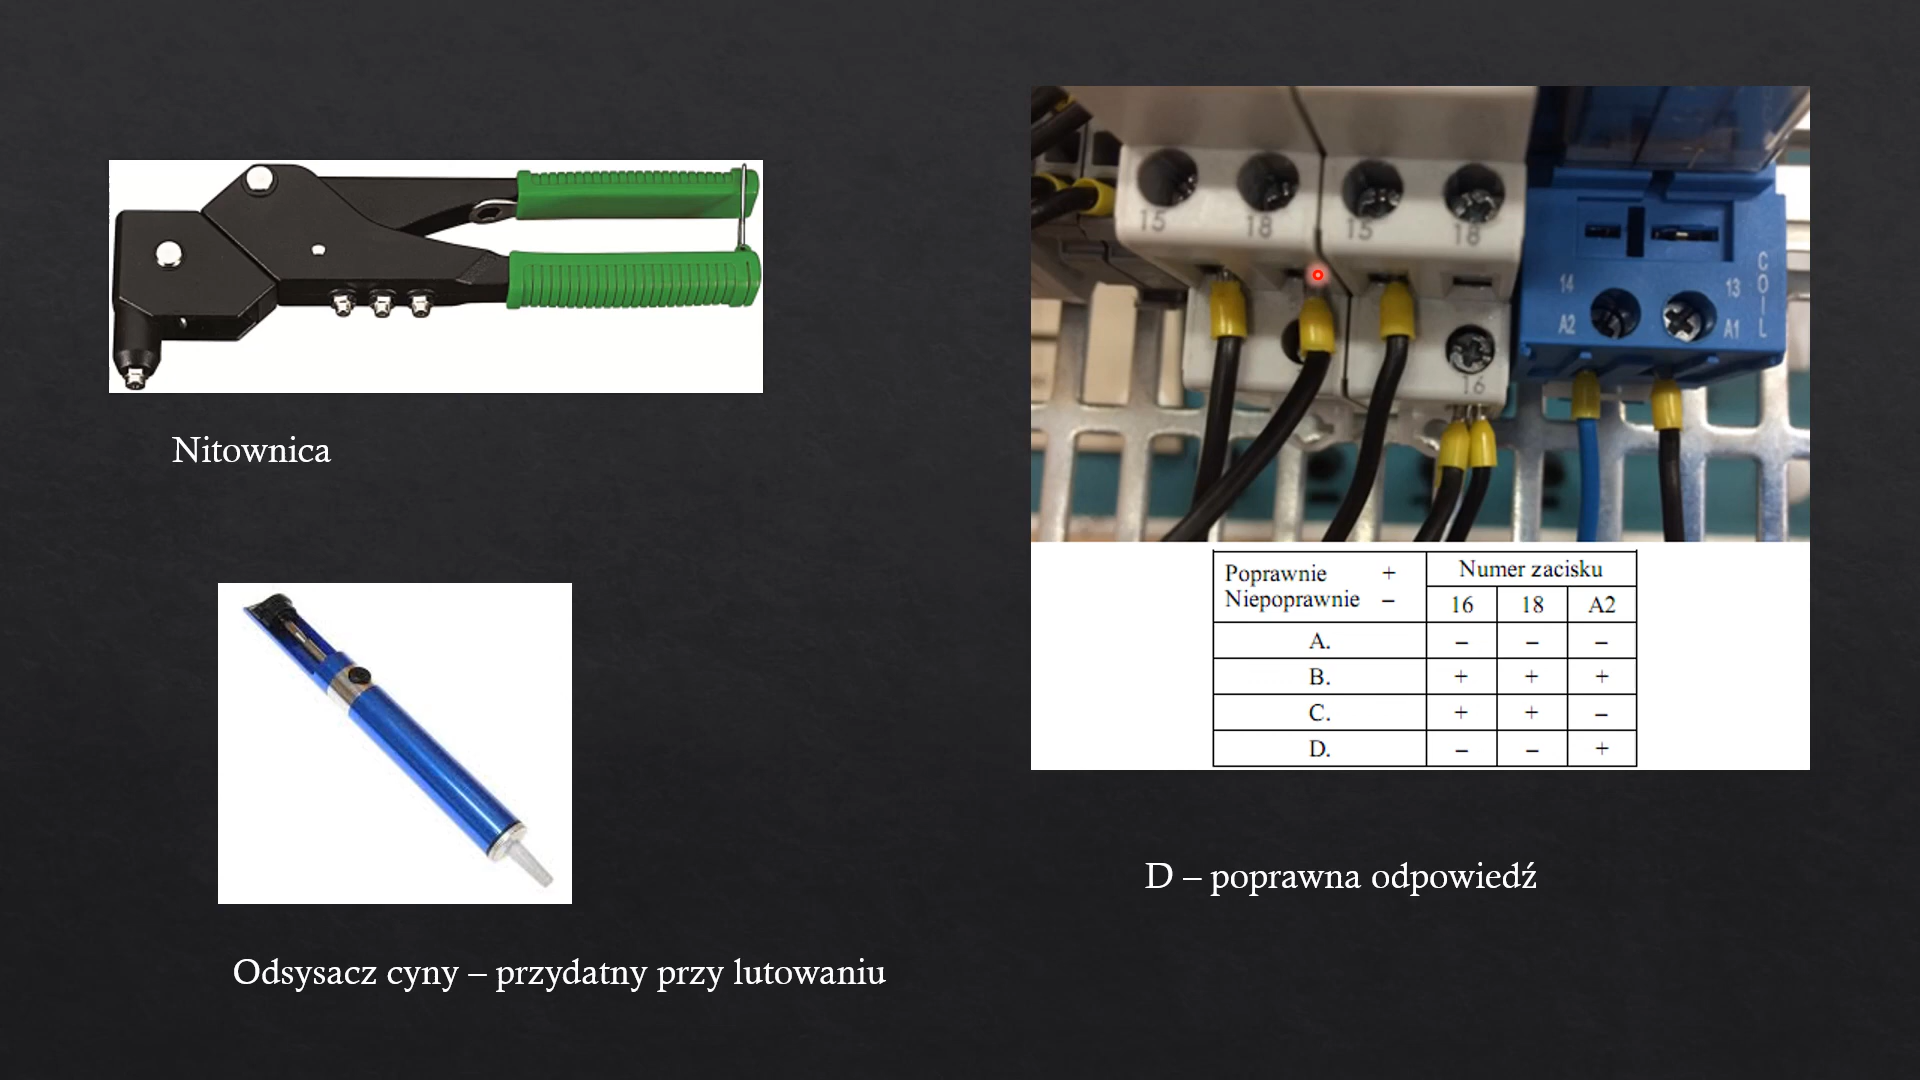 Nitownica
Odsysacz cyny – przydatny przy lutowaniu
15 18 15 18
16
14 13
A2 A1
COIL
Poprawnie + Numer zacisku
Niepoprawnie – 16 18 A2
A. – – –
B. + + +
C. + + –
D. – – +
D – poprawna odpowiedź